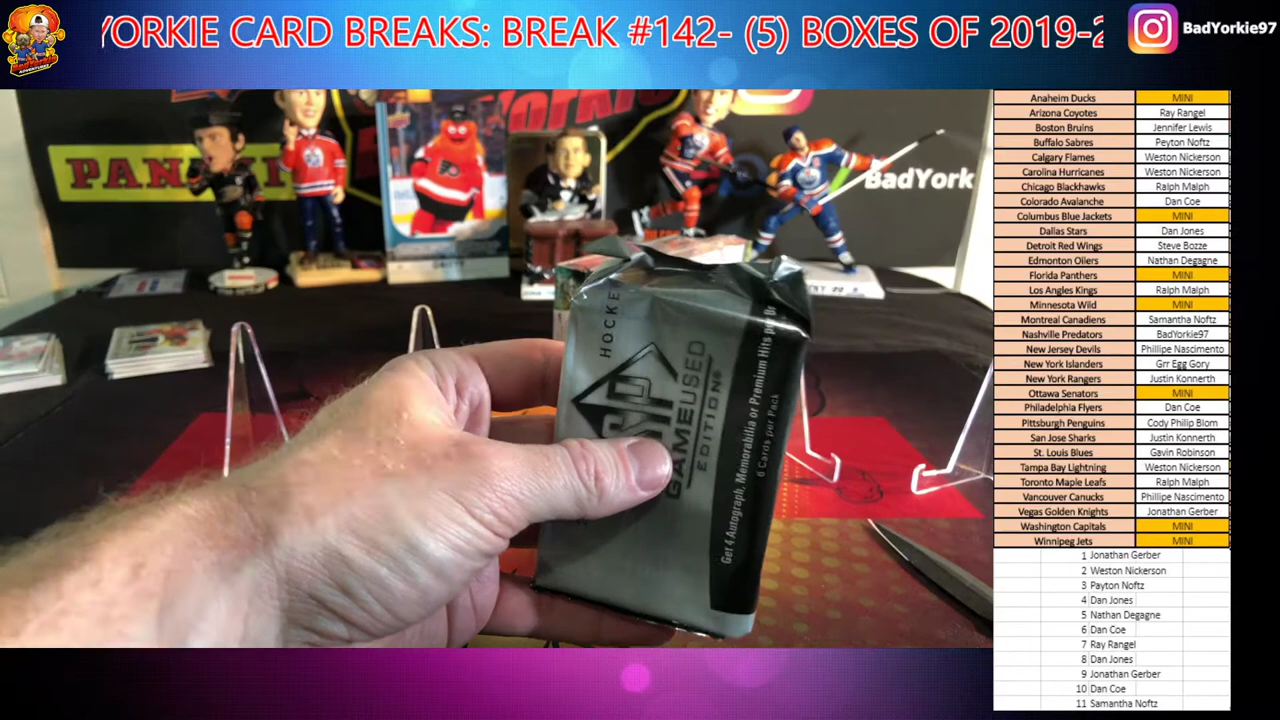 YORKIE CARD BREAKS: BREAK #142- (5) BOXES OF 2019-2
BadYorkie97
PANINI
BadYork
HOCKE
SP
GAMEUSED
EDITIONS
Get 4 Autograph, Memorabilia or Premium Hits per B
6 Cards per Pack
Anaheim Ducks MINI
Arizona Coyotes Ray Rangel
Boston Bruins Jennifer Lewis
Buffalo Sabres Peyton Noftz
Calgary Flames Weston Nickerson
Carolina Hurricanes Weston Nickerson
Chicago Blackhawks Ralph Malph
Colorado Avalanche Dan Coe
Columbus Blue Jackets MINI
Dallas Stars Dan Jones
Detroit Red Wings Steve Bozze
Edmonton Oilers Nathan Degagne
Florida Panthers MINI
Los Angles Kings Ralph Malph
Minnesota Wild MINI
Montreal Canadiens Samantha Noftz
Nashville Predators BadYorkie97
New Jersey Devils Phillipe Nascimento
New York Islanders Grr Egg Gory
New York Rangers Justin Konnerth
Ottawa Senators MINI
Philadelphia Flyers Dan Coe
Pittsburgh Penguins Cody Philip Blom
San Jose Sharks Justin Konnerth
St. Louis Blues Gavin Robinson
Tampa Bay Lightning Weston Nickerson
Toronto Maple Leafs Ralph Malph
Vancouver Canucks Phillipe Nascimento
Vegas Golden Knights Jonathan Gerber
Washington Capitals MINI
Winnipeg Jets MINI
1 Jonathan Gerber
2 Weston Nickerson
3 Payton Noftz
4 Dan Jones
5 Nathan Degagne
6 Dan Coe
7 Ray Rangel
8 Dan Jones
9 Jonathan Gerber
10 Dan Coe
11 Samantha Noftz